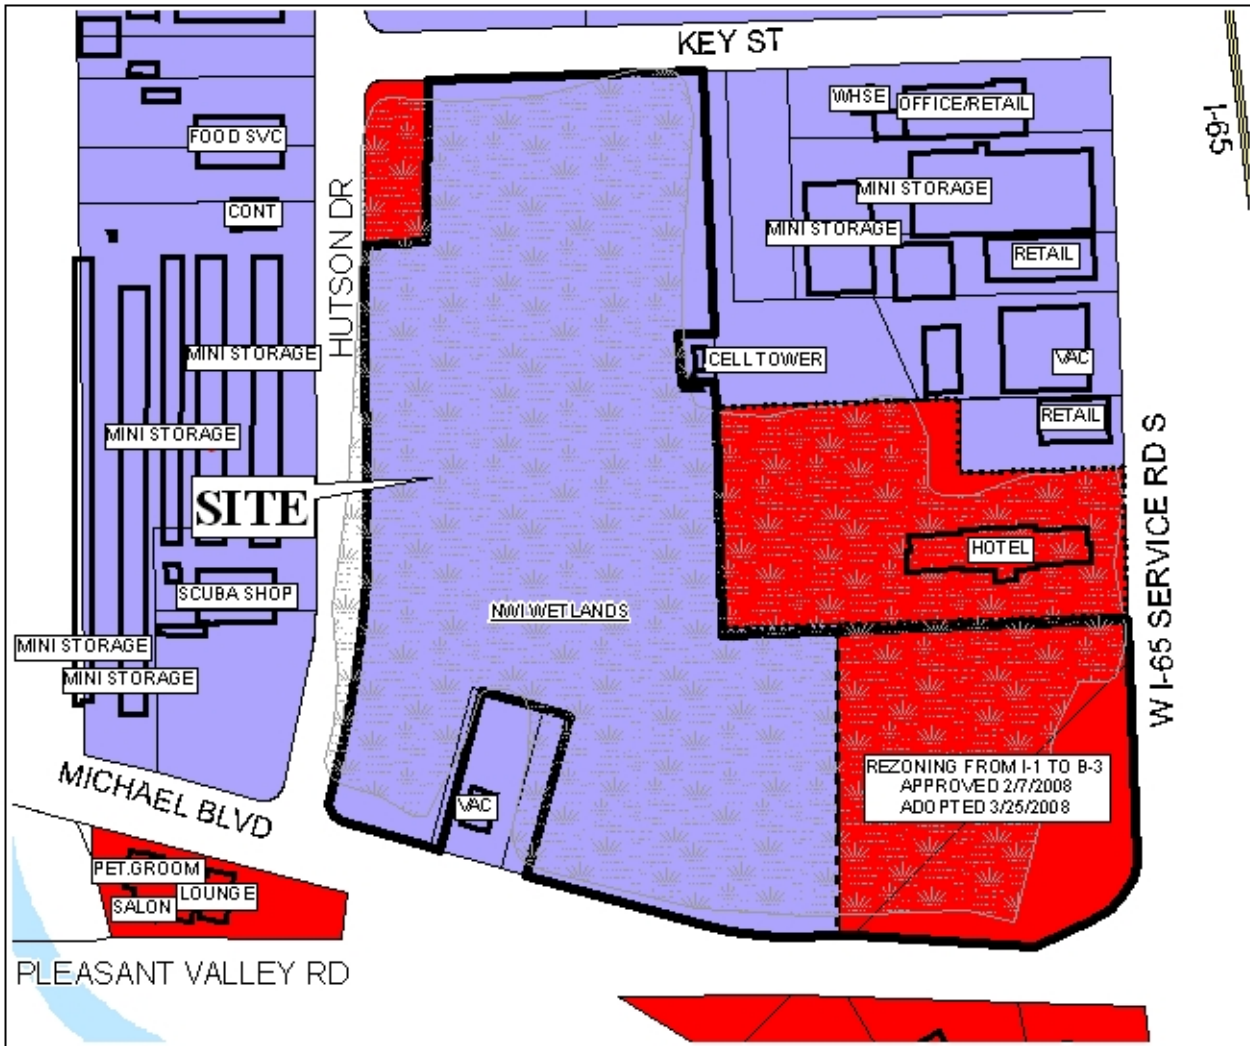 KEY ST
I-65
WHSE
OFFICE/RETAIL
FOOD SVC
MINI STORAGE
CONT
MINI STORAGE
RETAIL
HUTSON DR
MINI STORAGE
CELL TOWER
VAC
RETAIL
MINI STORAGE
SITE
W I-65 SERVICE RD S
HOTEL
SCUBA SHOP
NWI WETLANDS
MINI STORAGE
MINI STORAGE
REZONING FROM I-1 TO B-3
APPROVED 2/7/2008
ADOPTED 3/25/2008
MICHAEL BLVD
VAC
PET.GROOM
LOUNGE
SALON
PLEASANT VALLEY RD